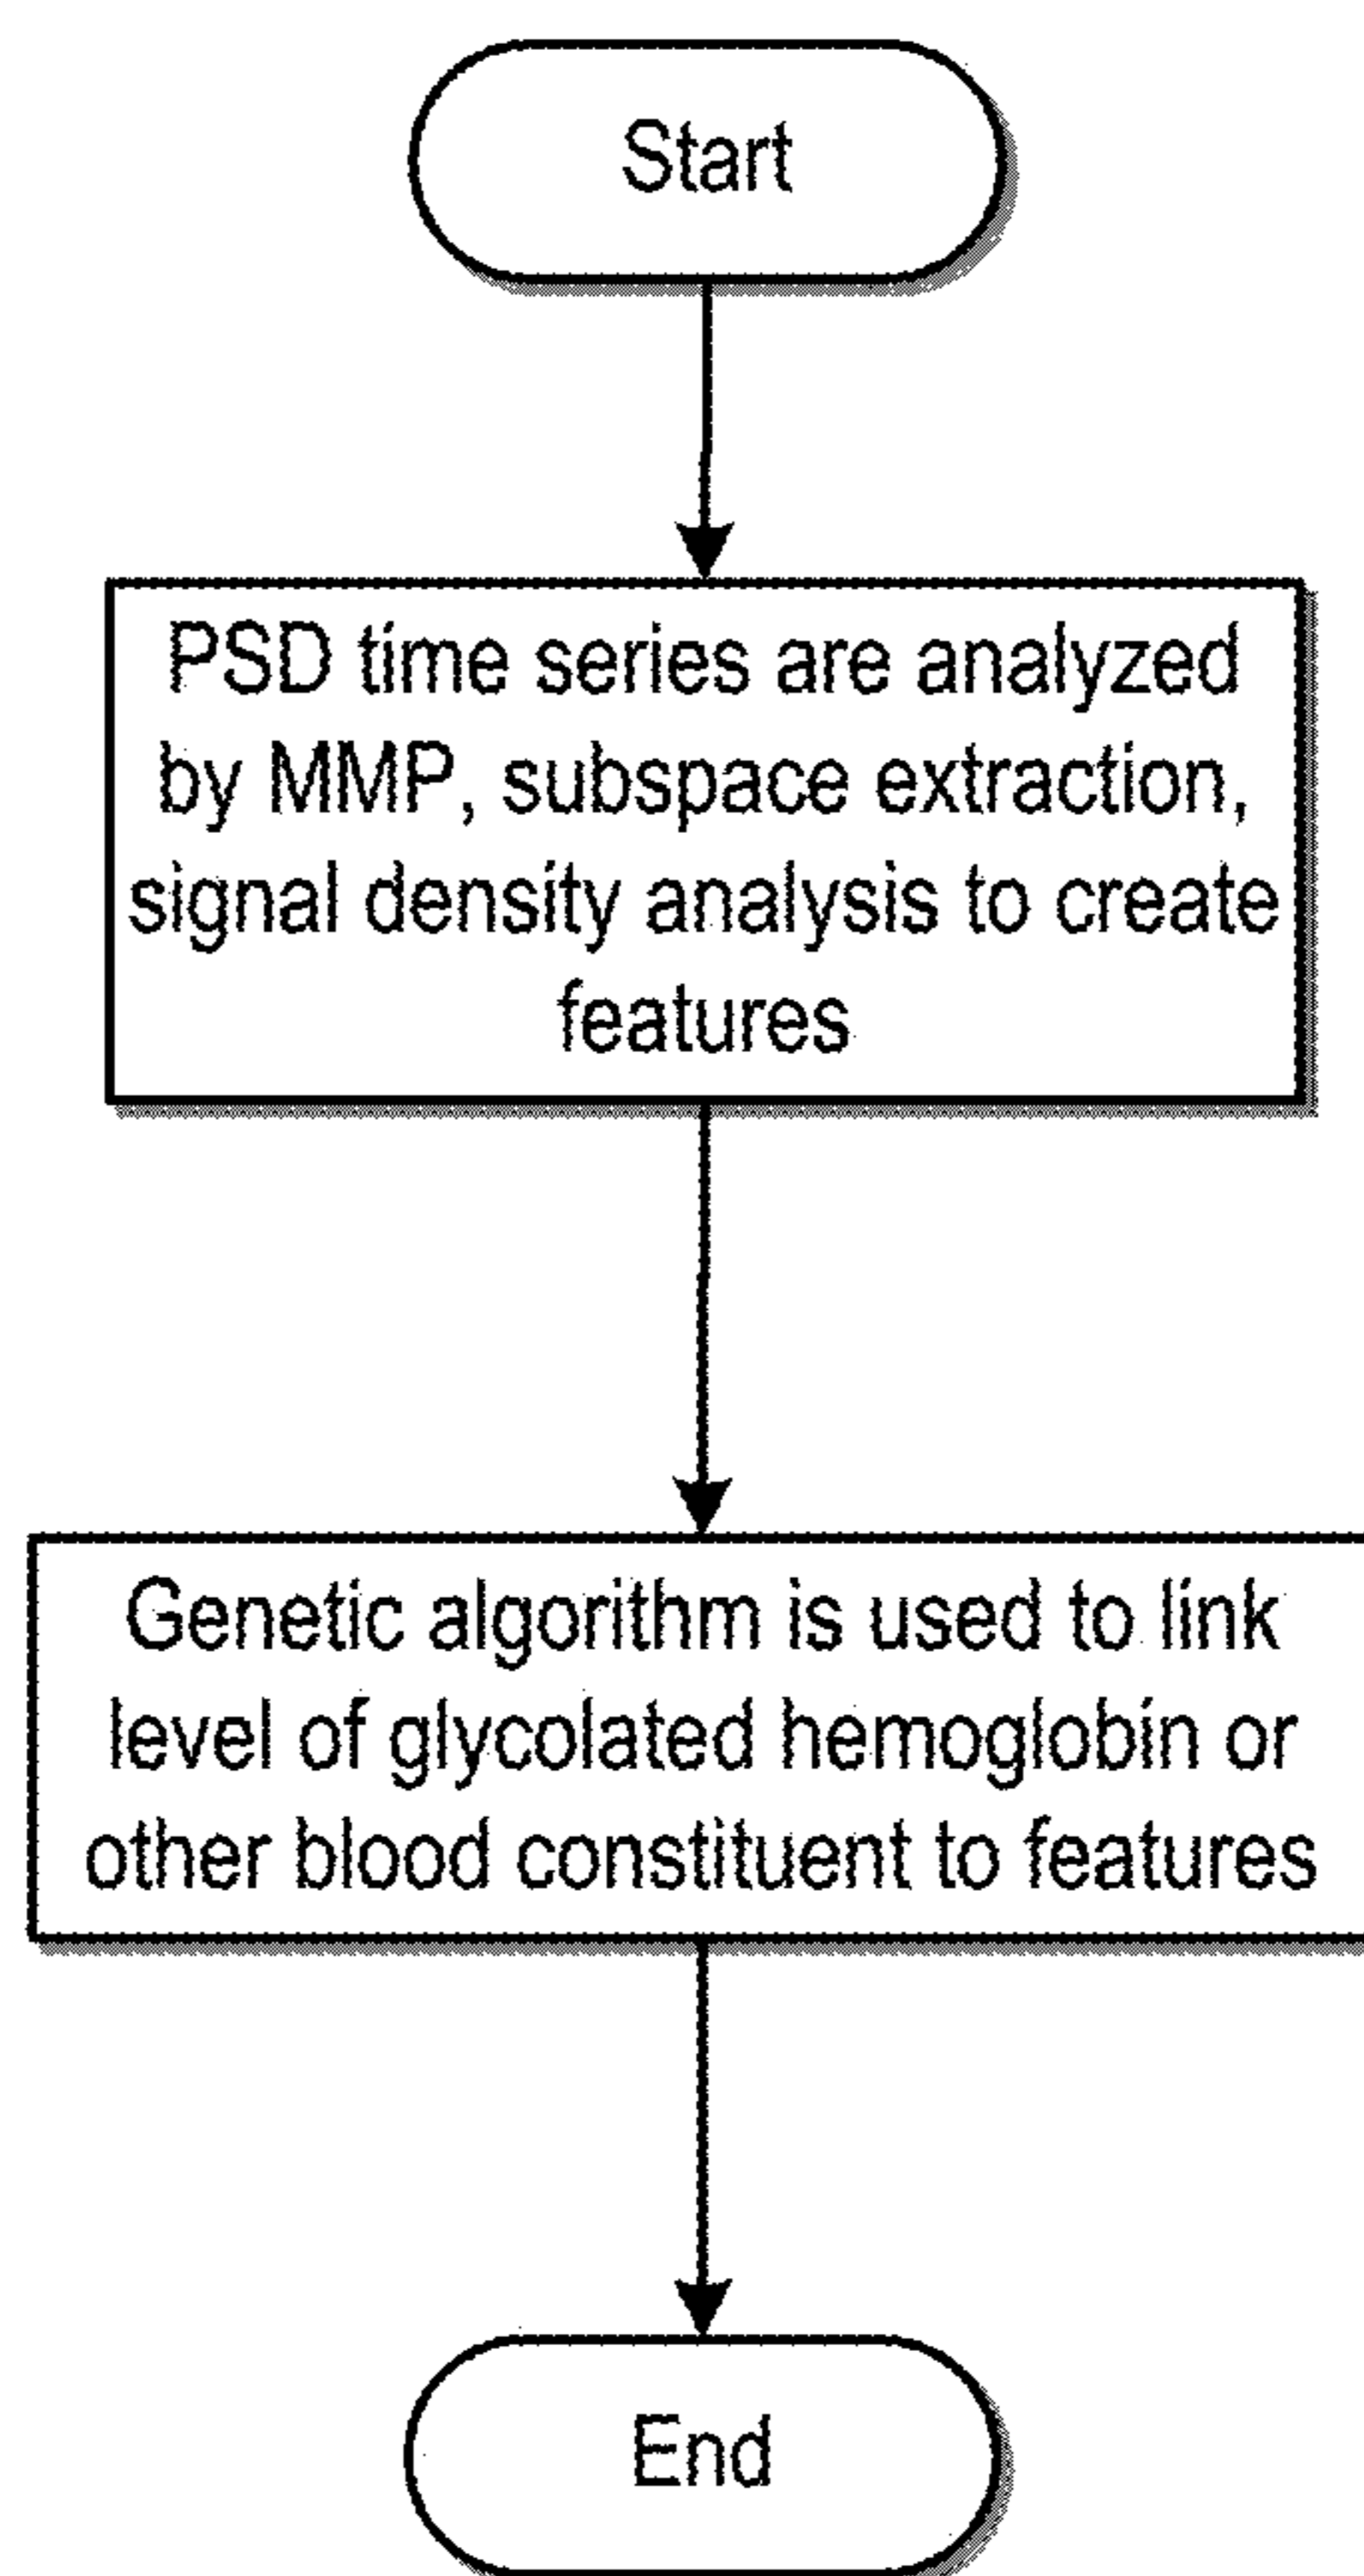 Start
PSD time series are analyzed
by MMP, subspace extraction,
signal density analysis to create
features
Genetic algorithm is used to link
level of glycolated hemoglobin or
other blood constituent to features
End